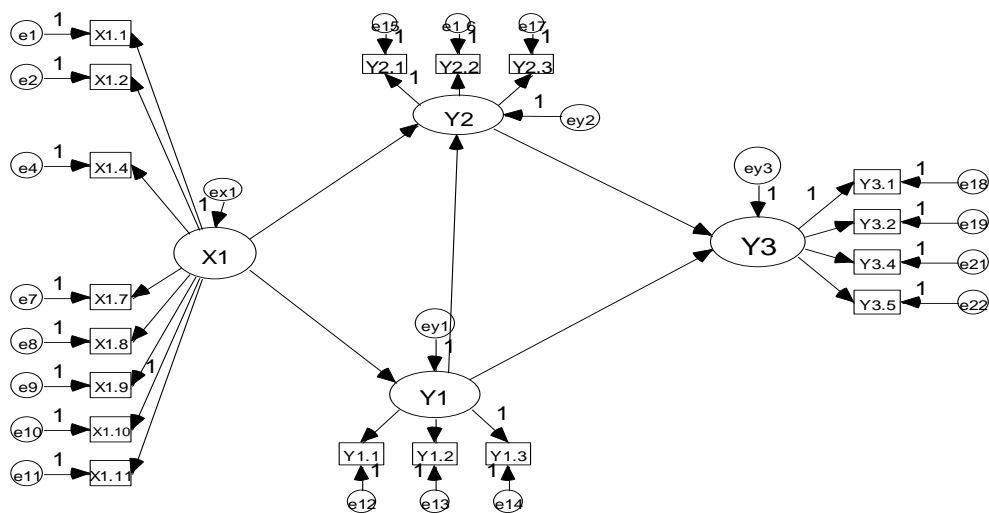 e1 1 X1.1
e2 1 X1.2
e4 1 X1.4
ex1
1
X1
e7 1 X1.7
e8 1 X1.8
e9 1 X1.9 1
e10 1 X1.10
e11 1 X1.11
e15 e1.6 e17
1 1 1
Y2.1 Y2.2 Y2.3
1
Y2 1 ey2
ey1
1
Y1
1
Y1.1 Y1.2 Y1.3
1 1 1
e12 e13 e14
ey3
1
Y3
1 Y3.1 1 e18
Y3.2 1 e19
Y3.4 1 e21
Y3.5 1 e22